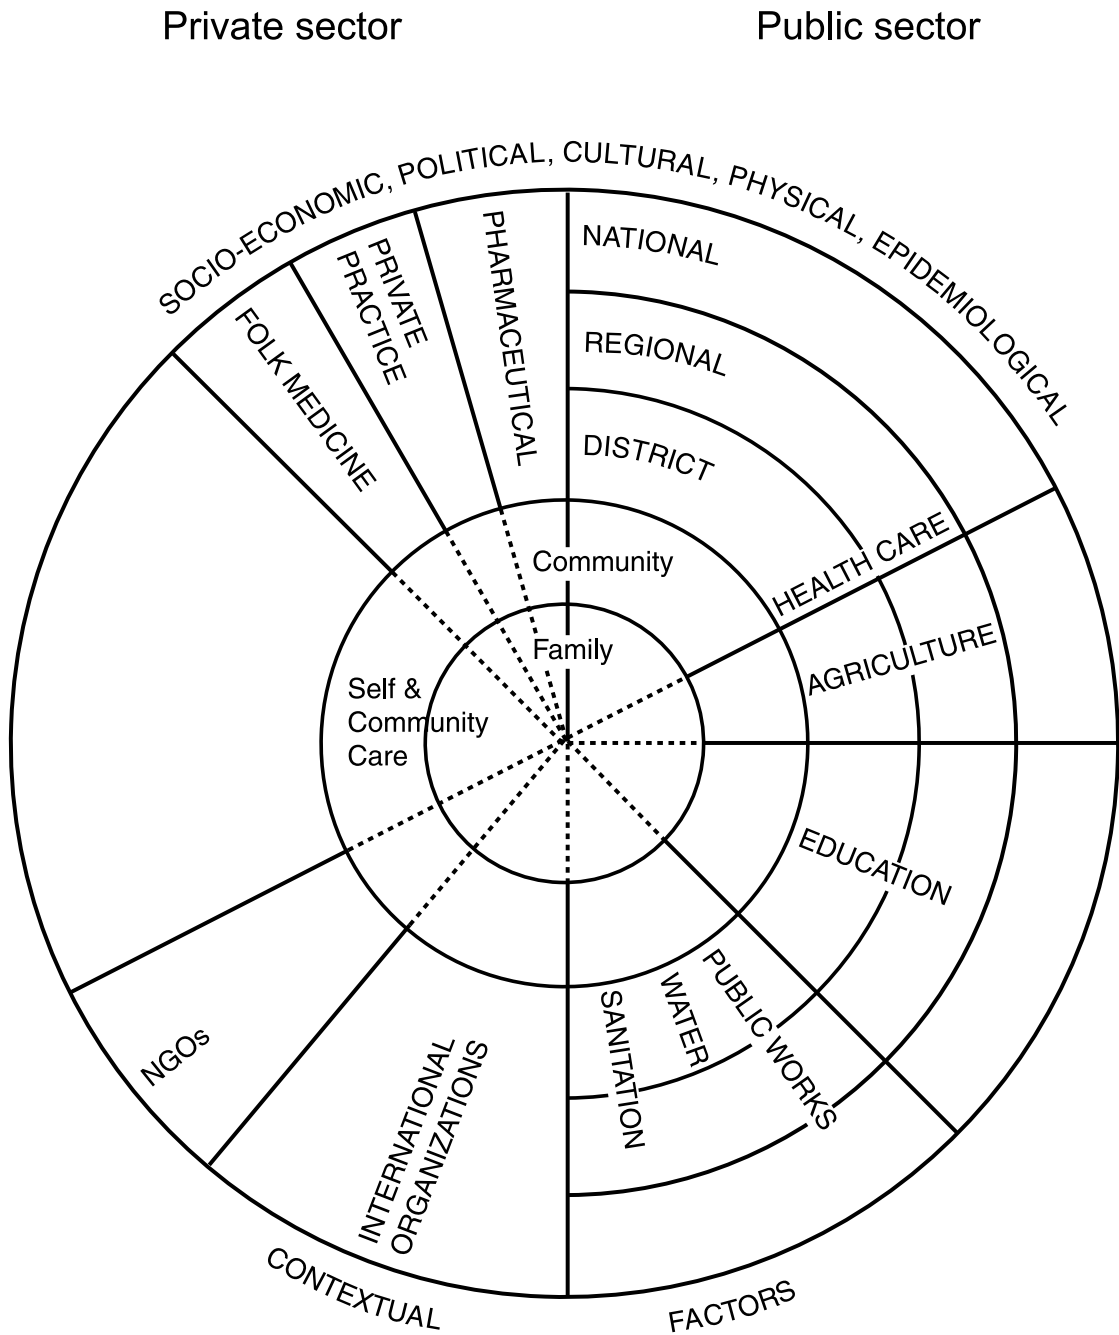 Private sector
Public sector
SOCIO-ECONOMIC, POLITICAL, CULTURAL, PHYSICAL, EPIDEMIOLOGICAL
FOLK MEDICINE
PRIVATE
PRACTICE
PHARMACEUTICAL
NATIONAL
REGIONAL
DISTRICT
HEALTH CARE
Community
Family
AGRICULTURE
Self &
Community
Care
EDUCATION
PUBLIC WORKS
WATER
SANITATION
NGOs
INTERNATIONAL
ORGANIZATIONS
CONTEXTUAL
FACTORS